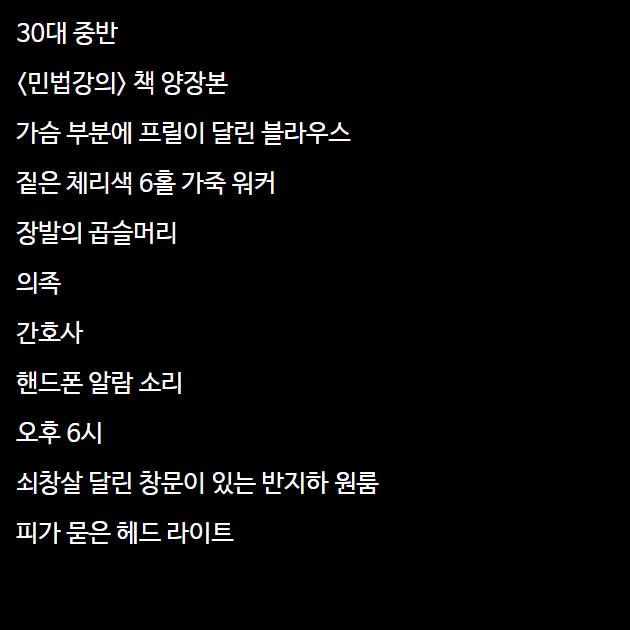 30대 중반
<민법강의> 책 양장본
가슴 부분에 프릴이 달린 블라우스
짙은 체리색 6홀 가죽 워커
장발의 곱슬머리
의족
간호사
핸드폰 알람 소리
오후 6시
쇠창살 달린 창문이 있는 반지하 원룸
피가 묻은 헤드 라이트